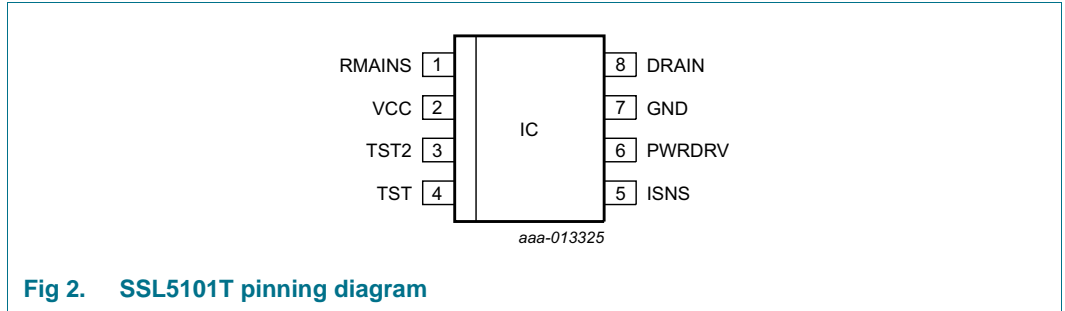 RMAINS 1 8 DRAIN
VCC 2 7 GND
IC
TST2 3 6 PWRDRV
TST 4 5 ISNS
aaa-013325
Fig 2. SSL5101T pinning diagram